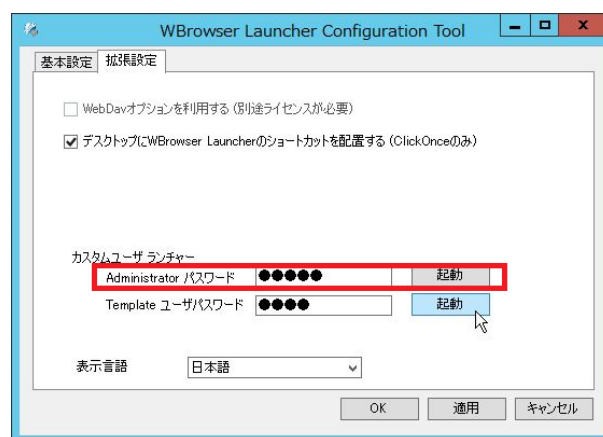 WBrowser Launcher Configuration Tool
基本設定 拡張設定
WebDavオプションを利用する (別途ライセンスが必要)
デスクトップにWBrowser Launcherのショートカットを配置する (ClickOnceのみ)
カスタムユーザ ランチャー
Administrator パスワード ●●●●● 起動
Template ユーザパスワード ●●●● 起動
表示言語 日本語
OK 適用 キャンセル